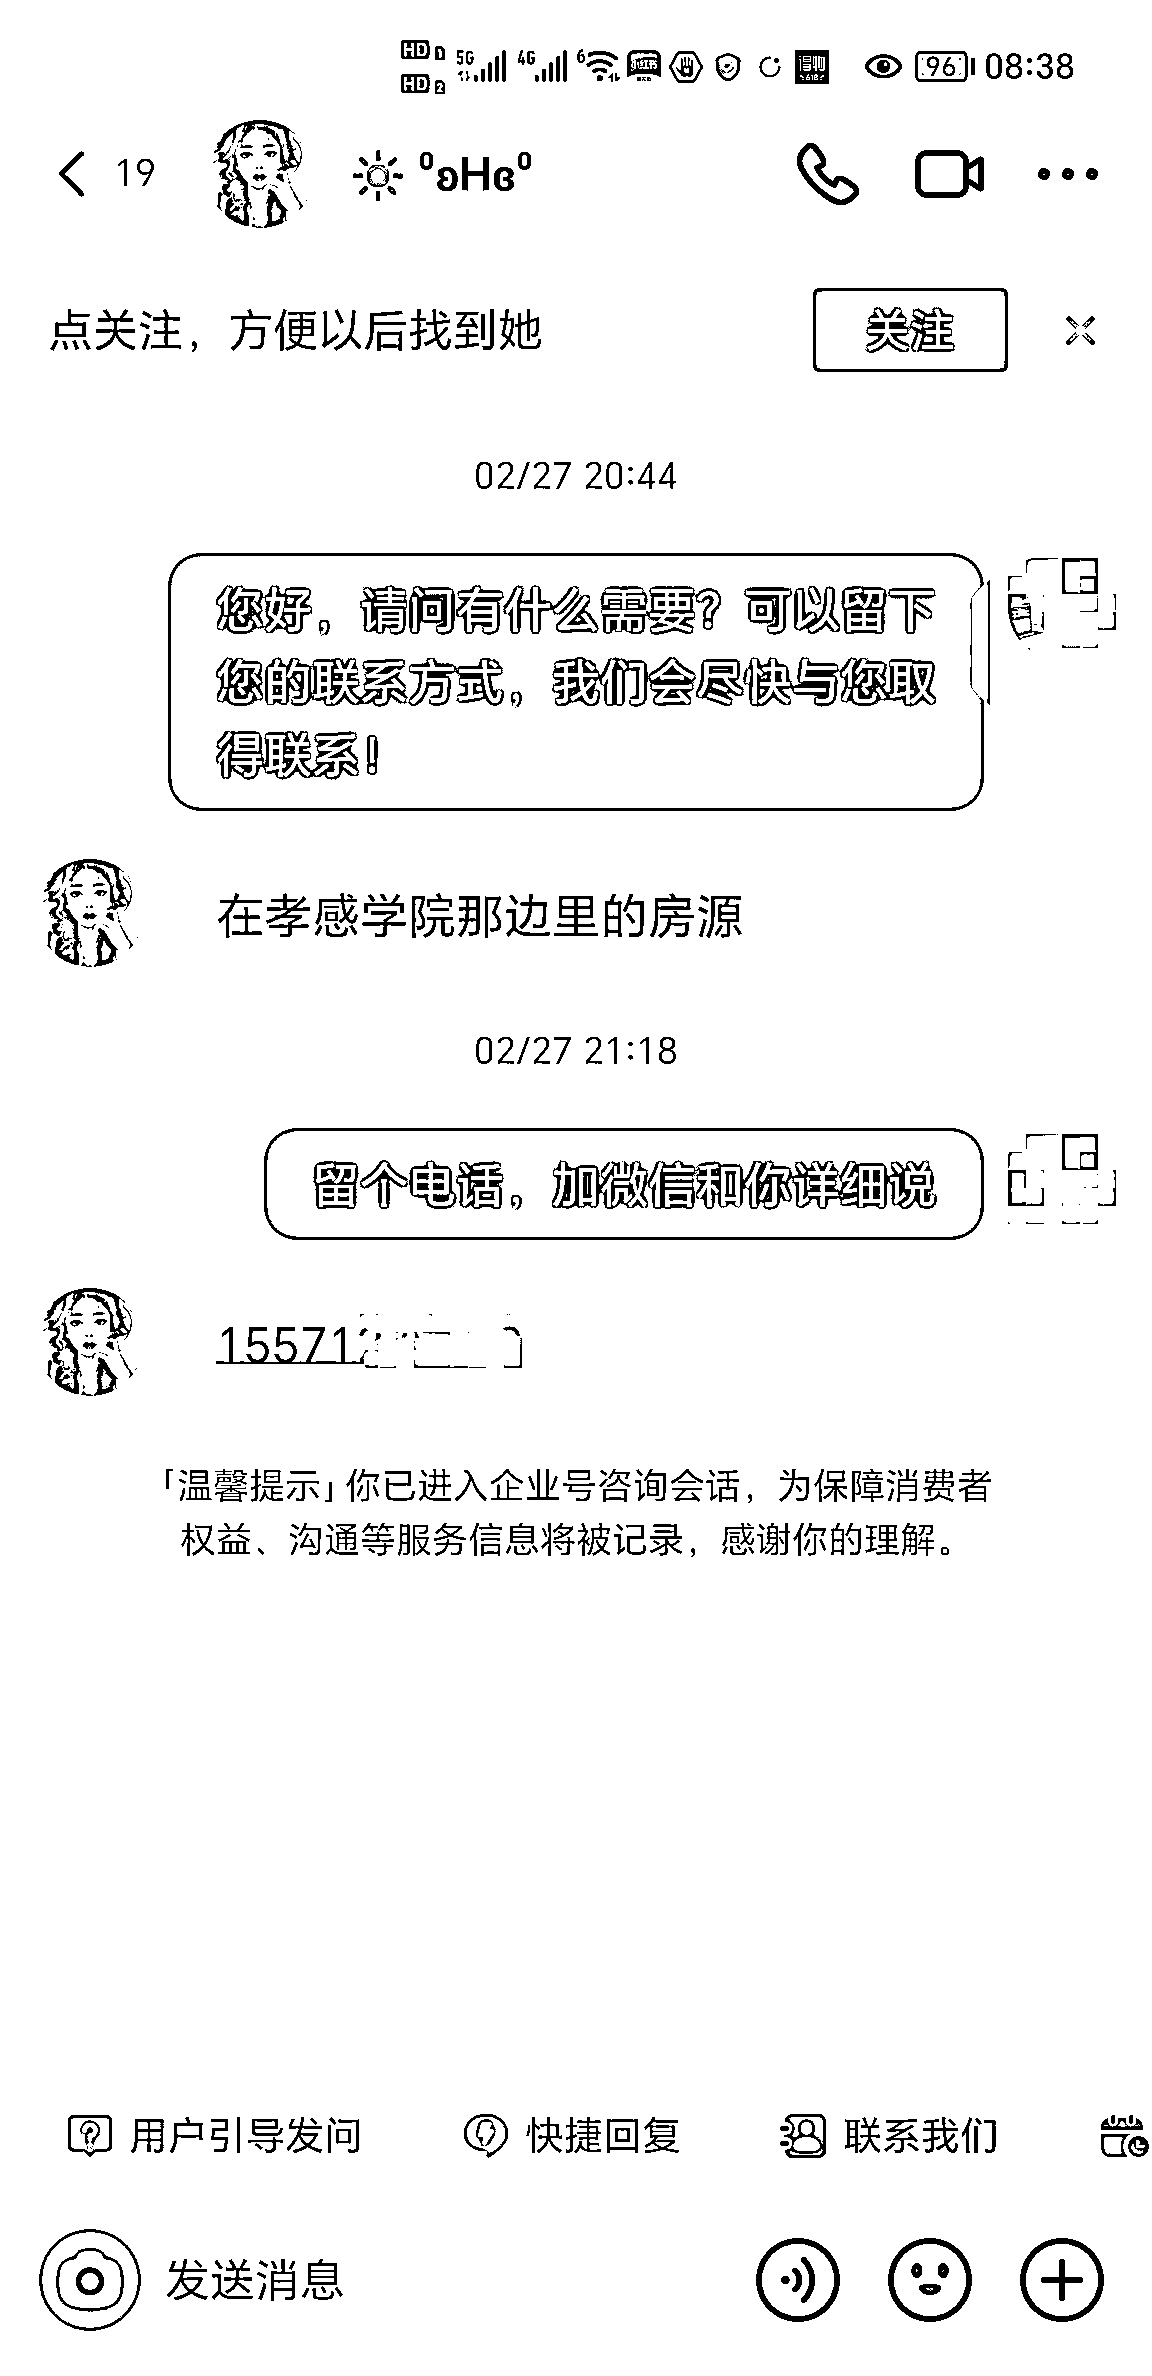 HD 1 5G 4G 6 96 08:38
HD 2
19 ⁰ʚHɞ⁰
点关注，方便以后找到她 关注
02/27 20:44
您好，请问有什么需要？可以留下
您的联系方式，我们会尽快与您取
得联系！
在孝感学院那边里的房源
02/27 21:18
留个电话，加微信和你详细说
15571
「温馨提示」你已进入企业号咨询会话，为保障消费者
权益、沟通等服务信息将被记录，感谢你的理解。
用户引导发问 快捷回复 联系我们
发送消息